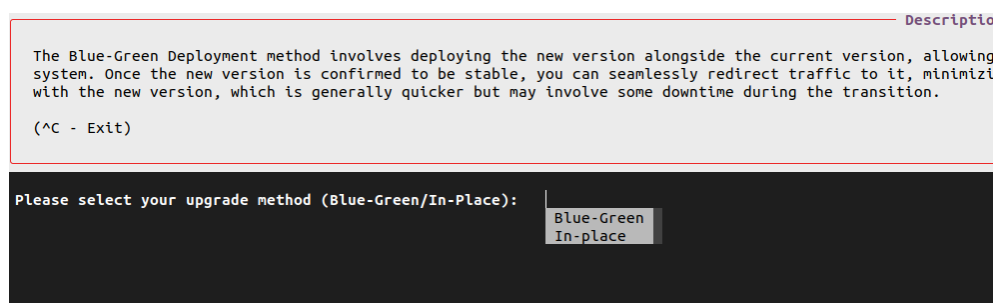 Descriptio
The Blue-Green Deployment method involves deploying the new version alongside the current version, allowing
system. Once the new version is confirmed to be stable, you can seamlessly redirect traffic to it, minimizi
with the new version, which is generally quicker but may involve some downtime during the transition.
(^C - Exit)
Please select your upgrade method (Blue-Green/In-Place):
Blue-Green
In-place